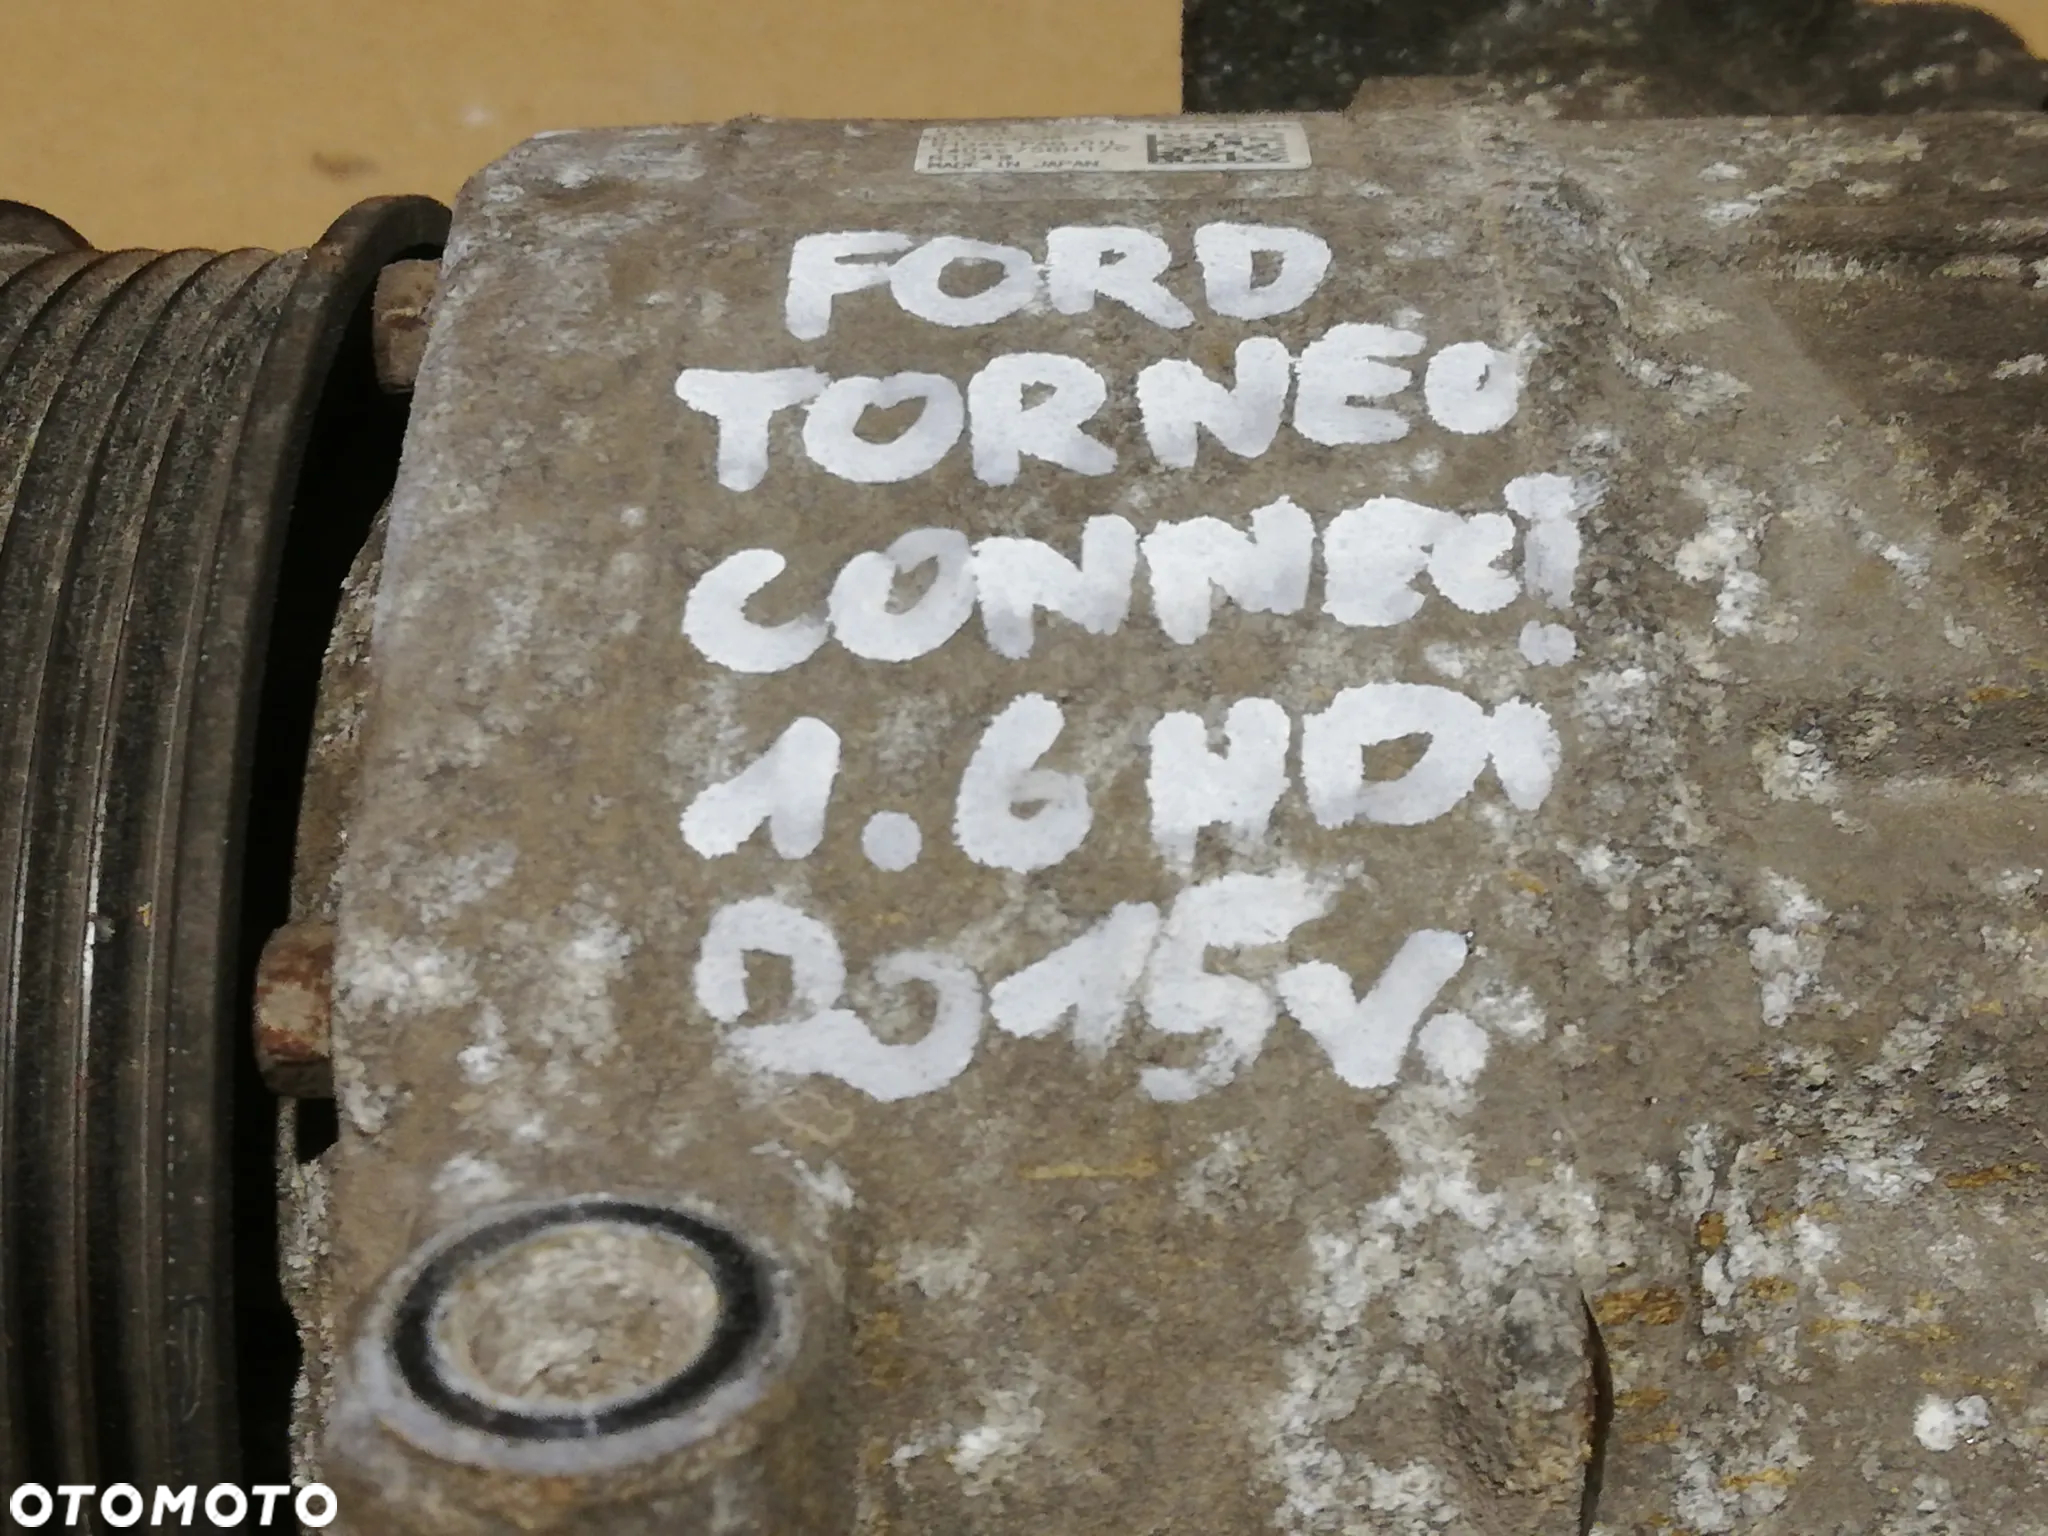 MADE IN JAPAN
FORD
TORNEO
CONNECT
1.6 HDI
2015V.
OTOMOTO